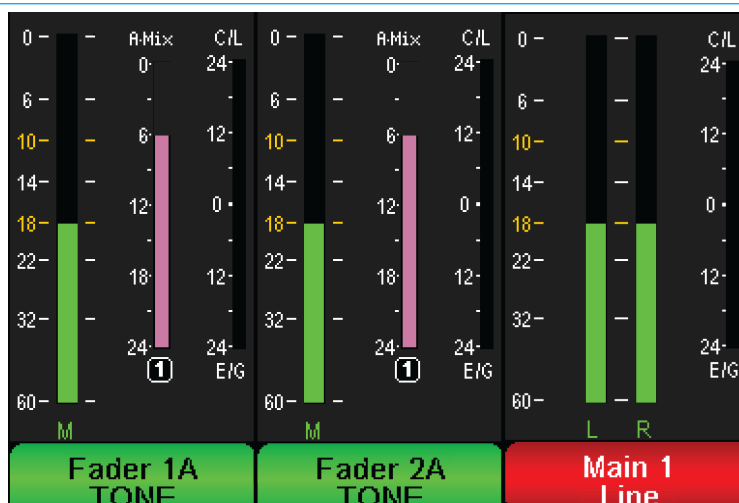 0 A·Mix C/L 0 A·Mix C/L 0 C/L
0 24 0 24 24
6 6 6
10 6 12 10 6 12 10 12
14 14 14
12 0 12 0 0
18 18 18
22 18 12 22 18 12 22 12
32 32 32
24 24 24 24 24
1 E/G 1 E/G E/G
60 60 60
M M L R
Fader 1A Fader 2A Main 1
TONE TONE Line